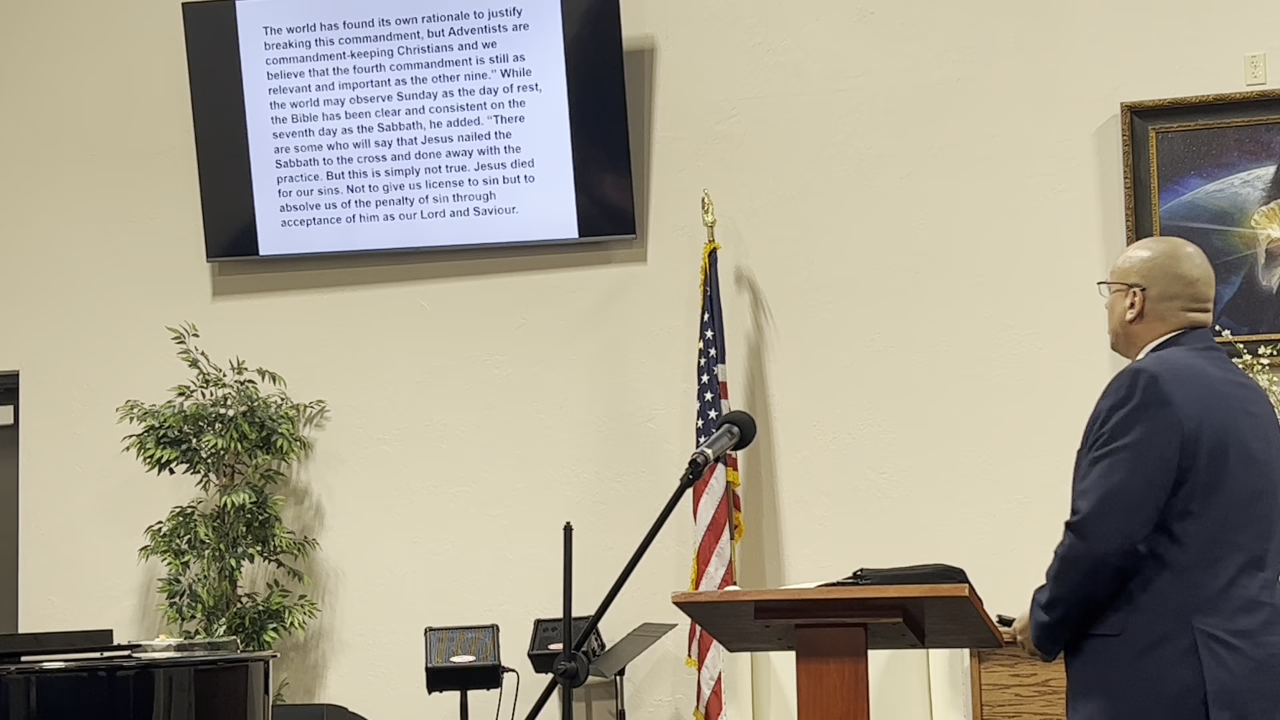 The world has found its own rationale to justify
breaking this commandment, but Adventists are
commandment-keeping Christians and we
believe that the fourth commandment is still as
relevant and important as the other nine.” While
the world may observe Sunday as the day of rest,
the Bible has been clear and consistent on the
seventh day as the Sabbath, he added. “There
are some who will say that Jesus nailed the
Sabbath to the cross and done away with the
practice. But this is simply not true. Jesus died
for our sins. Not to give us license to sin but to
absolve us of the penalty of sin through
acceptance of him as our Lord and Saviour.